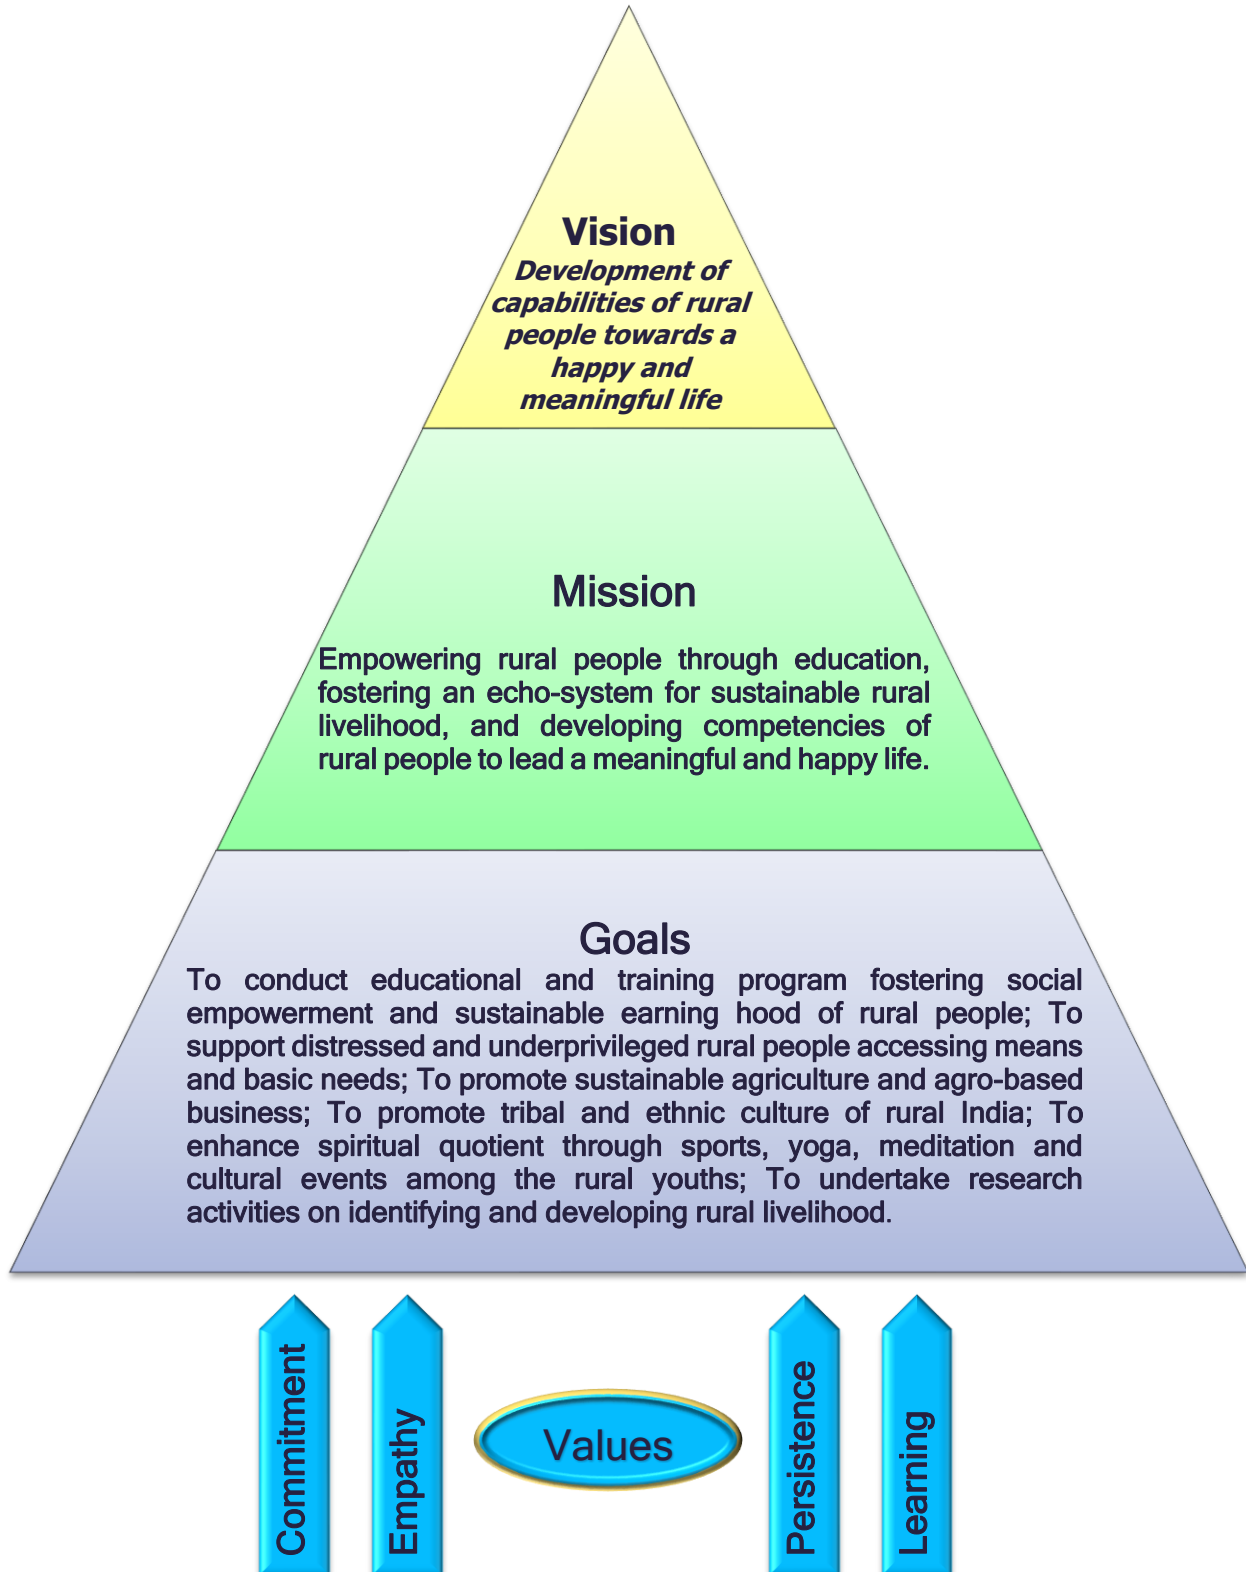 Vision
Development of
capabilities of rural
people towards a
happy and
meaningful life
Mission
Empowering rural people through education,
fostering an echo-system for sustainable rural
livelihood, and developing competencies of
rural people to lead a meaningful and happy life.
Goals
To conduct educational and training program fostering social
empowerment and sustainable earning hood of rural people; To
support distressed and underprivileged rural people accessing means
and basic needs; To promote sustainable agriculture and agro-based
business; To promote tribal and ethnic culture of rural India; To
enhance spiritual quotient through sports, yoga, meditation and
cultural events among the rural youths; To undertake research
activities on identifying and developing rural livelihood.
Commitment
Empathy
Values
Persistence
Learning